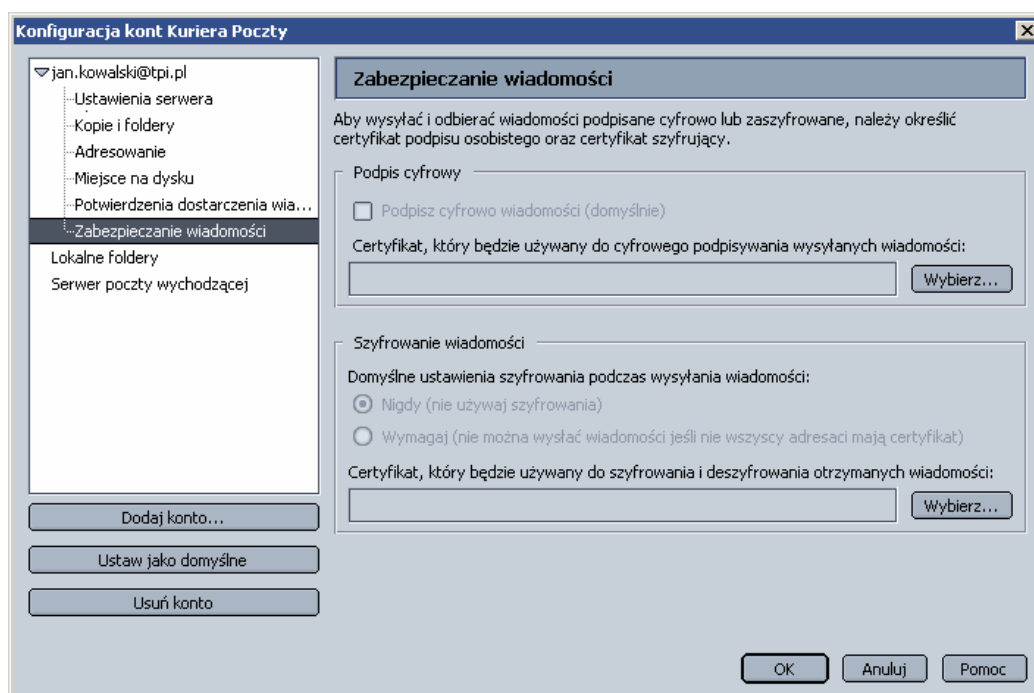 Konfiguracja kont Kuriera Poczty
jan.kowalski@tpi.pl
Ustawienia serwera
Kopie i foldery
Adresowanie
Miejsce na dysku
Potwierdzenia dostarczenia wia...
Zabezpieczanie wiadomości
Lokalne foldery
Serwer poczty wychodzącej
Dodaj konto...
Ustaw jako domyślne
Usuń konto
Zabezpieczanie wiadomości
Aby wysyłać i odbierać wiadomości podpisane cyfrowo lub zaszyfrowane, należy określić
certyfikat podpisu osobistego oraz certyfikat szyfrujący.
Podpis cyfrowy
Podpisz cyfrowo wiadomości (domyślnie)
Certyfikat, który będzie używany do cyfrowego podpisywania wysyłanych wiadomości:
Wybierz...
Szyfrowanie wiadomości
Domyślne ustawienia szyfrowania podczas wysyłania wiadomości:
Nigdy (nie używaj szyfrowania)
Wymagaj (nie można wysłać wiadomości jeśli nie wszyscy adresaci mają certyfikat)
Certyfikat, który będzie używany do szyfrowania i deszyfrowania otrzymanych wiadomości:
Wybierz...
OK
Anuluj
Pomoc